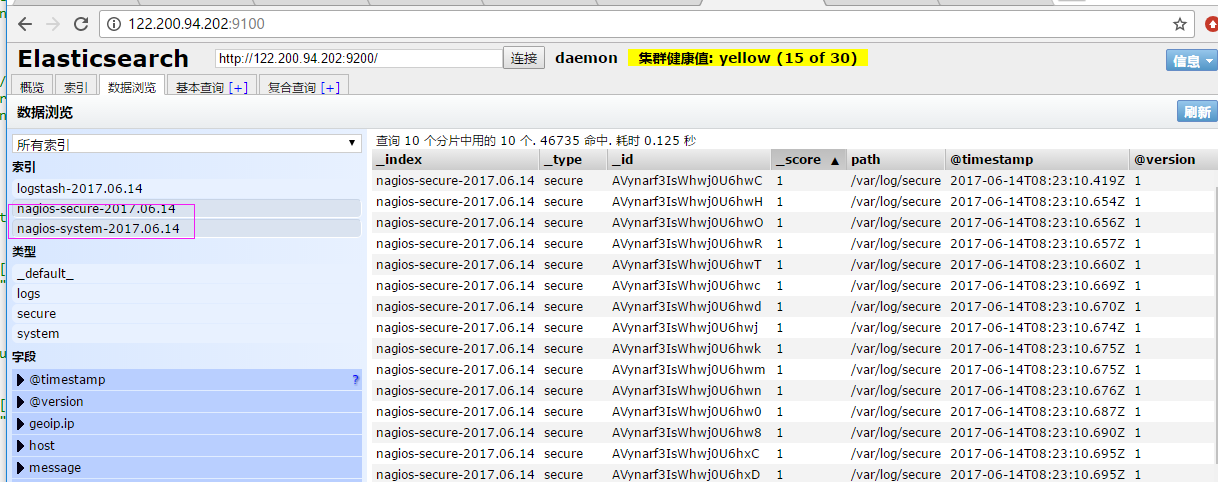 122.200.94.202:9100
Elasticsearch http://122.200.94.202:9200/ 连接 daemon 集群健康值: yellow (15 of 30) 信息
概览 索引 数据浏览 基本查询 [+] 复合查询 [+]
数据浏览 刷新
所有索引
索引
logstash-2017.06.14
nagios-secure-2017.06.14
nagios-system-2017.06.14
类型
_default_
logs
secure
system
字段
@timestamp ?
@version
geoip.ip
host
message
查询 10 个分片中用的 10 个. 46735 命中. 耗时 0.125 秒
_index _type _id _score ▲ path @timestamp @version
nagios-secure-2017.06.14 secure AVynarf3IsWhwj0U6hwC 1 /var/log/secure 2017-06-14T08:23:10.419Z 1
nagios-secure-2017.06.14 secure AVynarf3IsWhwj0U6hwH 1 /var/log/secure 2017-06-14T08:23:10.654Z 1
nagios-secure-2017.06.14 secure AVynarf3IsWhwj0U6hwO 1 /var/log/secure 2017-06-14T08:23:10.656Z 1
nagios-secure-2017.06.14 secure AVynarf3IsWhwj0U6hwR 1 /var/log/secure 2017-06-14T08:23:10.657Z 1
nagios-secure-2017.06.14 secure AVynarf3IsWhwj0U6hwT 1 /var/log/secure 2017-06-14T08:23:10.660Z 1
nagios-secure-2017.06.14 secure AVynarf3IsWhwj0U6hwc 1 /var/log/secure 2017-06-14T08:23:10.669Z 1
nagios-secure-2017.06.14 secure AVynarf3IsWhwj0U6hwd 1 /var/log/secure 2017-06-14T08:23:10.670Z 1
nagios-secure-2017.06.14 secure AVynarf3IsWhwj0U6hwj 1 /var/log/secure 2017-06-14T08:23:10.674Z 1
nagios-secure-2017.06.14 secure AVynarf3IsWhwj0U6hwk 1 /var/log/secure 2017-06-14T08:23:10.675Z 1
nagios-secure-2017.06.14 secure AVynarf3IsWhwj0U6hwm 1 /var/log/secure 2017-06-14T08:23:10.675Z 1
nagios-secure-2017.06.14 secure AVynarf3IsWhwj0U6hwn 1 /var/log/secure 2017-06-14T08:23:10.676Z 1
nagios-secure-2017.06.14 secure AVynarf3IsWhwj0U6hw0 1 /var/log/secure 2017-06-14T08:23:10.687Z 1
nagios-secure-2017.06.14 secure AVynarf3IsWhwj0U6hw8 1 /var/log/secure 2017-06-14T08:23:10.690Z 1
nagios-secure-2017.06.14 secure AVynarf3IsWhwj0U6hxC 1 /var/log/secure 2017-06-14T08:23:10.695Z 1
nagios-secure-2017.06.14 secure AVynarf3IsWhwj0U6hxD 1 /var/log/secure 2017-06-14T08:23:10.695Z 1